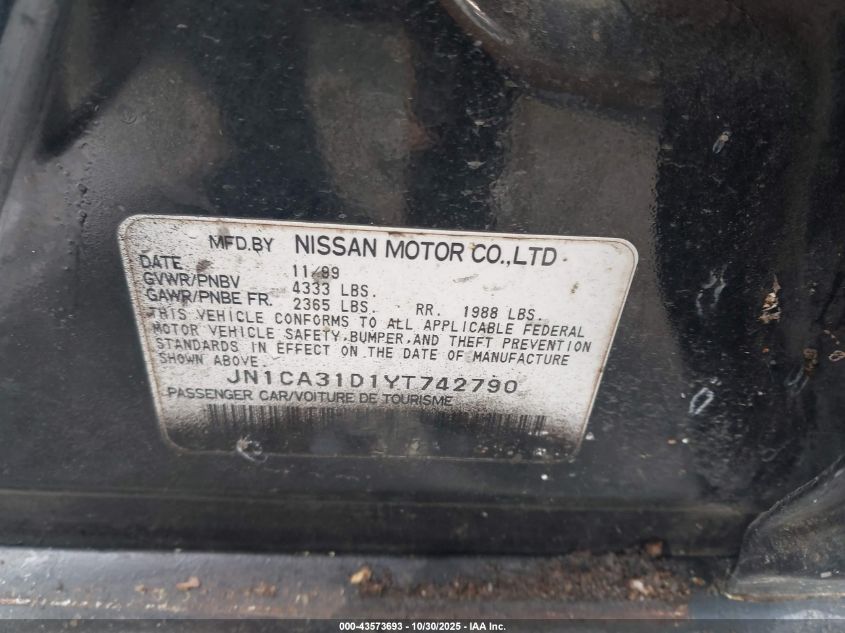 MFD.BY NISSAN MOTOR CO.,LTD
DATE 11/99
GVWR/PNBV 4333 LBS.
GAWR/PNBE FR. 2365 LBS. RR. 1988 LBS.
THIS VEHICLE CONFORMS TO ALL APPLICABLE FEDERAL
MOTOR VEHICLE SAFETY,BUMPER,AND THEFT PREVENTION
STANDARDS IN EFFECT ON THE DATE OF MANUFACTURE
SHOWN ABOVE.
JN1CA31D1YT742790
PASSENGER CAR/VOITURE DE TOURISME
000-43573693 - 10/30/2025 - IAA Inc.